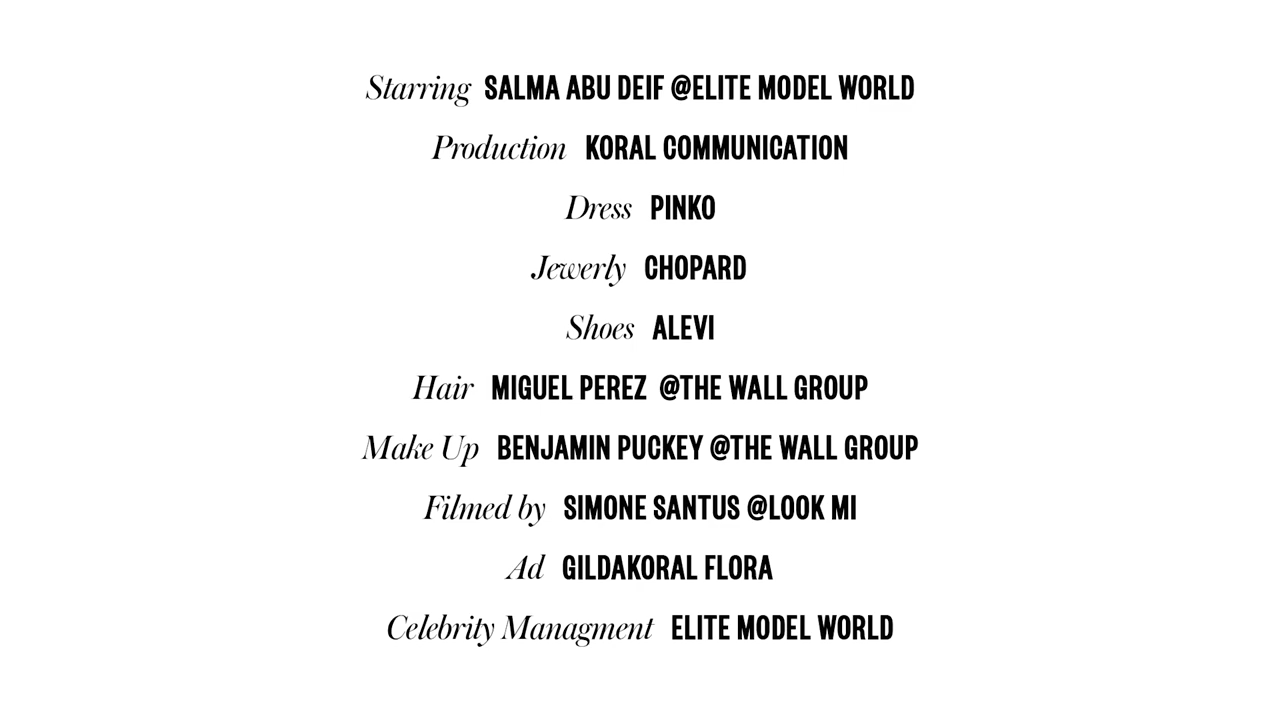 Starring SALMA ABU DEIF @ELITE MODEL WORLD
Production KORAL COMMUNICATION
Dress PINKO
Jewerly CHOPARD
Shoes ALEVI
Hair MIGUEL PEREZ @THE WALL GROUP
Make Up BENJAMIN PUCKEY @THE WALL GROUP
Filmed by SIMONE SANTUS @LOOK MI
Ad GILDAKORAL FLORA
Celebrity Managment ELITE MODEL WORLD